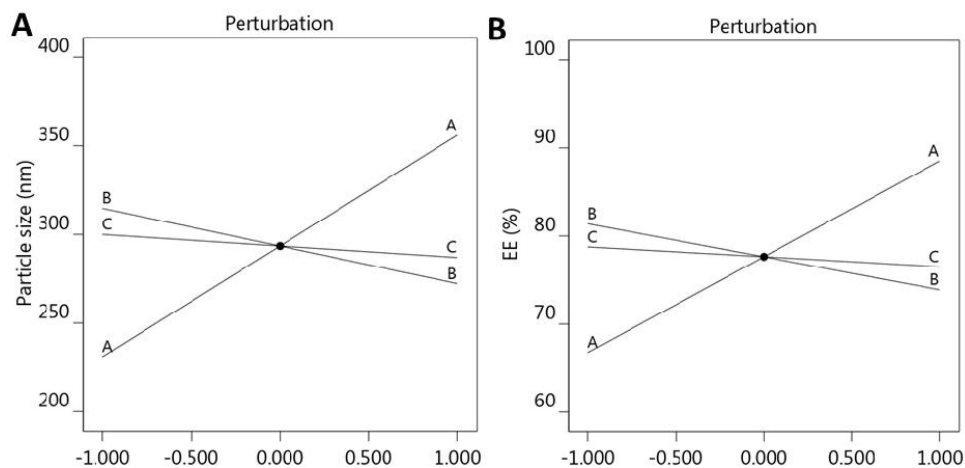 A
Perturbation
400
350
300
250
200
Particle size (nm)
A
B
C
A
C
B
-1.000 -0.500 0.000 0.500 1.000
B
Perturbation
100
90
80
70
60
EE (%)
A
B
C
A
C
B
-1.000 -0.500 0.000 0.500 1.000